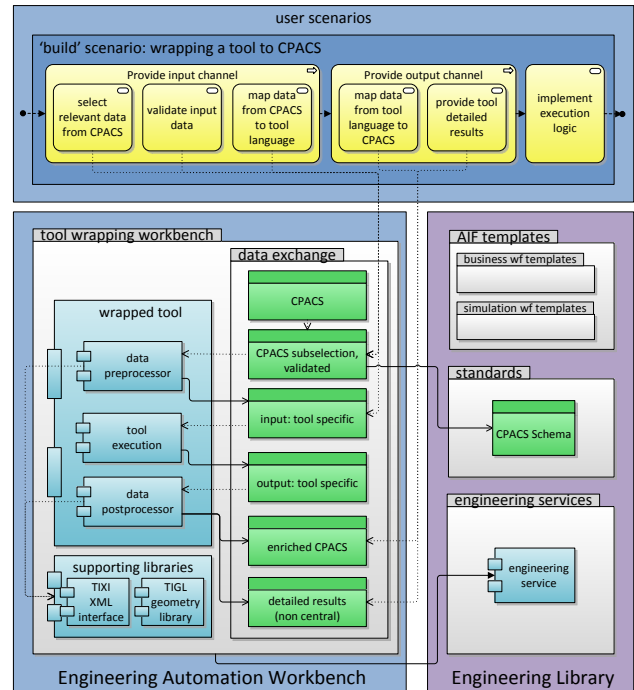 user scenarios
'build' scenario: wrapping a tool to CPACS
Provide input channel
select
relevant data
from CPACS
validate input
data
map data
from CPACS
to tool
language
Provide output channel
map data
from tool
language to
CPACS
provide tool
detailed
results
implement
execution
logic
tool wrapping workbench
wrapped tool
data
preprocessor
tool
execution
data
postprocessor
supporting libraries
TIXI
XML
interface
TIGL
geometry
library
data exchange
CPACS
CPACS subselection,
validated
input: tool specific
output: tool specific
enriched CPACS
detailed results
(non central)
Engineering Automation Workbench
AIF templates
business wf templates
simulation wf templates
standards
CPACS Schema
engineering services
engineering
service
Engineering Library